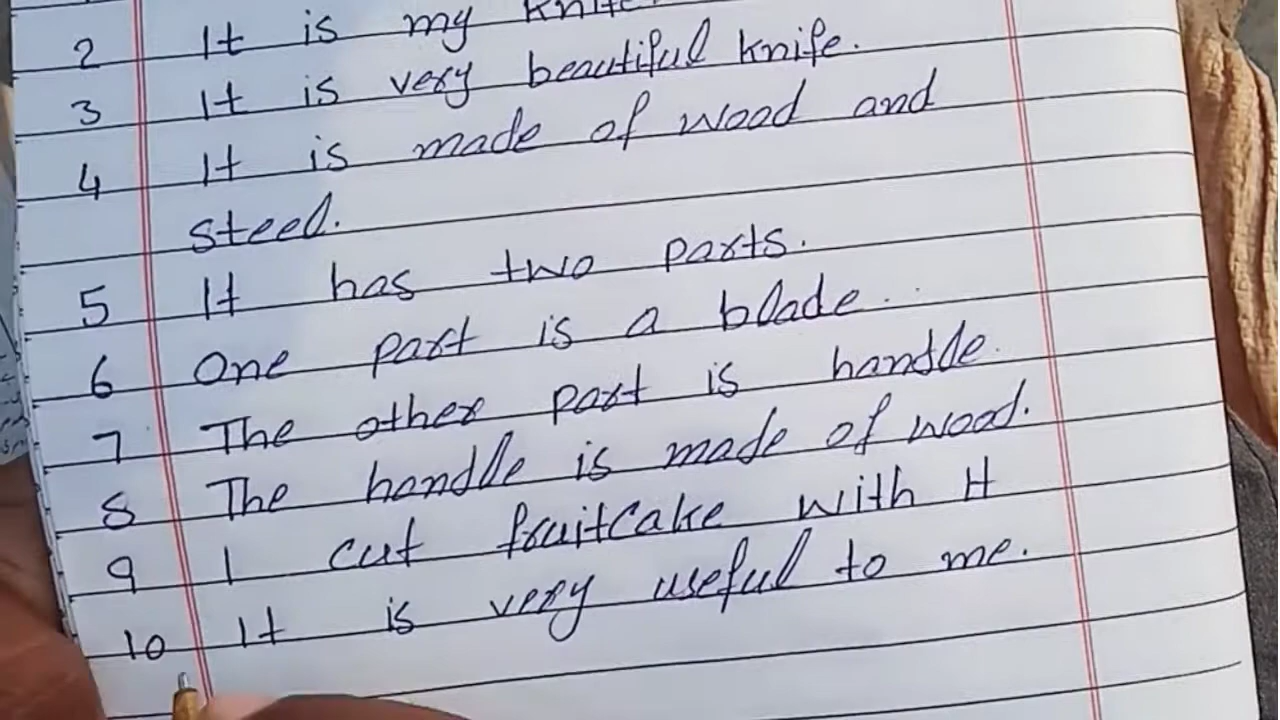 2 It is my knife
3 It is very beautiful knife.
4 It is made of wood and
steel.
5 It has two parts.
6 One part is a blade.
7 The other part is handle.
8 The handle is made of wood.
9 I cut fruitcake with it
10 It is very useful to me.